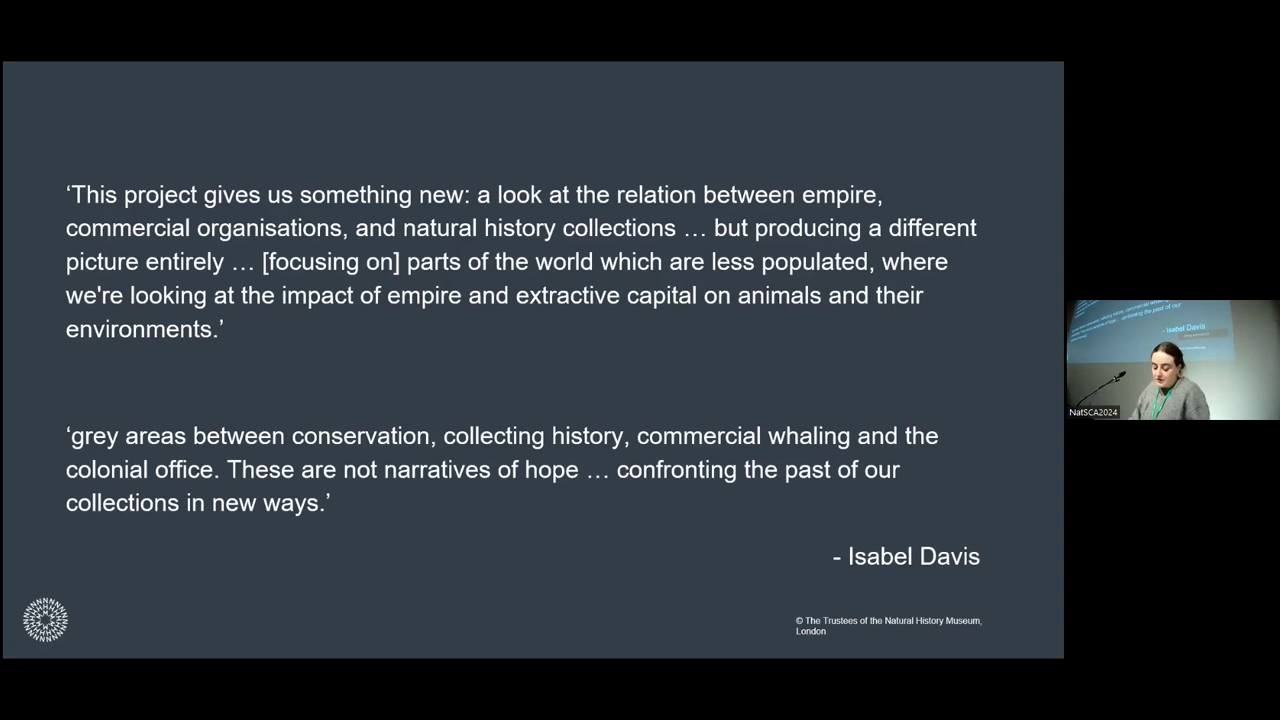 ‘This project gives us something new: a look at the relation between empire,
commercial organisations, and natural history collections … but producing a different
picture entirely … [focusing on] parts of the world which are less populated, where
we're looking at the impact of empire and extractive capital on animals and their
environments.’
‘grey areas between conservation, collecting history, commercial whaling and the
colonial office. These are not narratives of hope … confronting the past of our
collections in new ways.’
- Isabel Davis
© The Trustees of the Natural History Museum,
London
- Isabel Davis
NatSCA2024